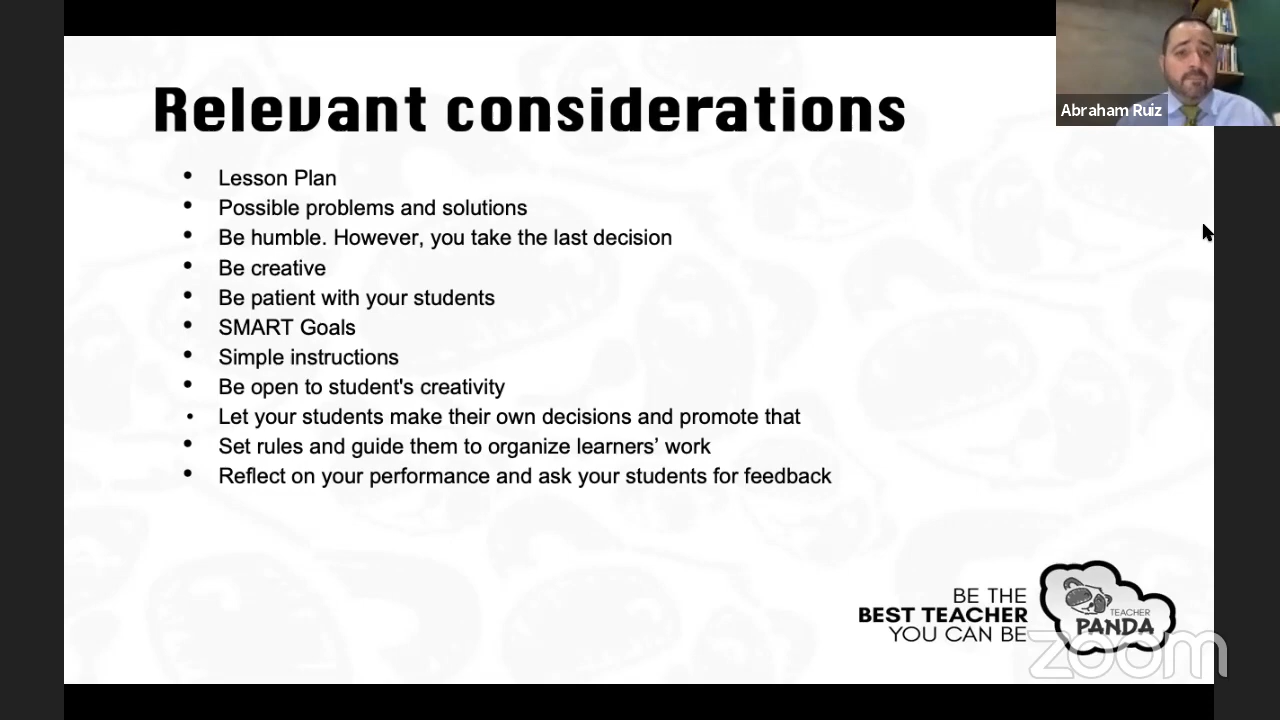 Relevant considerations
Abraham Ruiz
• Lesson Plan
• Possible problems and solutions
• Be humble. However, you take the last decision
• Be creative
• Be patient with your students
• SMART Goals
• Simple instructions
• Be open to student's creativity
• Let your students make their own decisions and promote that
• Set rules and guide them to organize learners’ work
• Reflect on your performance and ask your students for feedback
BE THE
BEST TEACHER
YOU CAN BE
TEACHER
PANDA
zoom